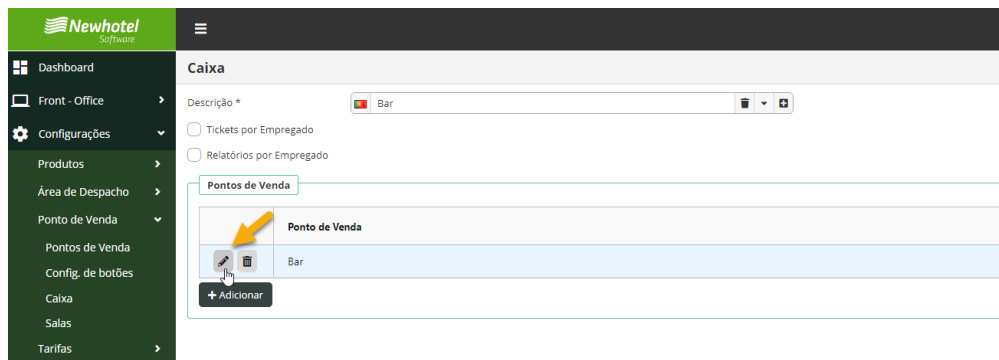 Newhotel
Software
Dashboard
Front - Office
Configurações
Produtos
Área de Despacho
Ponto de Venda
Pontos de Venda
Config. de botões
Caixa
Salas
Tarifas
Caixa
Descrição *
Bar
Tickets por Empregado
Relatórios por Empregado
Pontos de Venda
Ponto de Venda
Bar
+ Adicionar